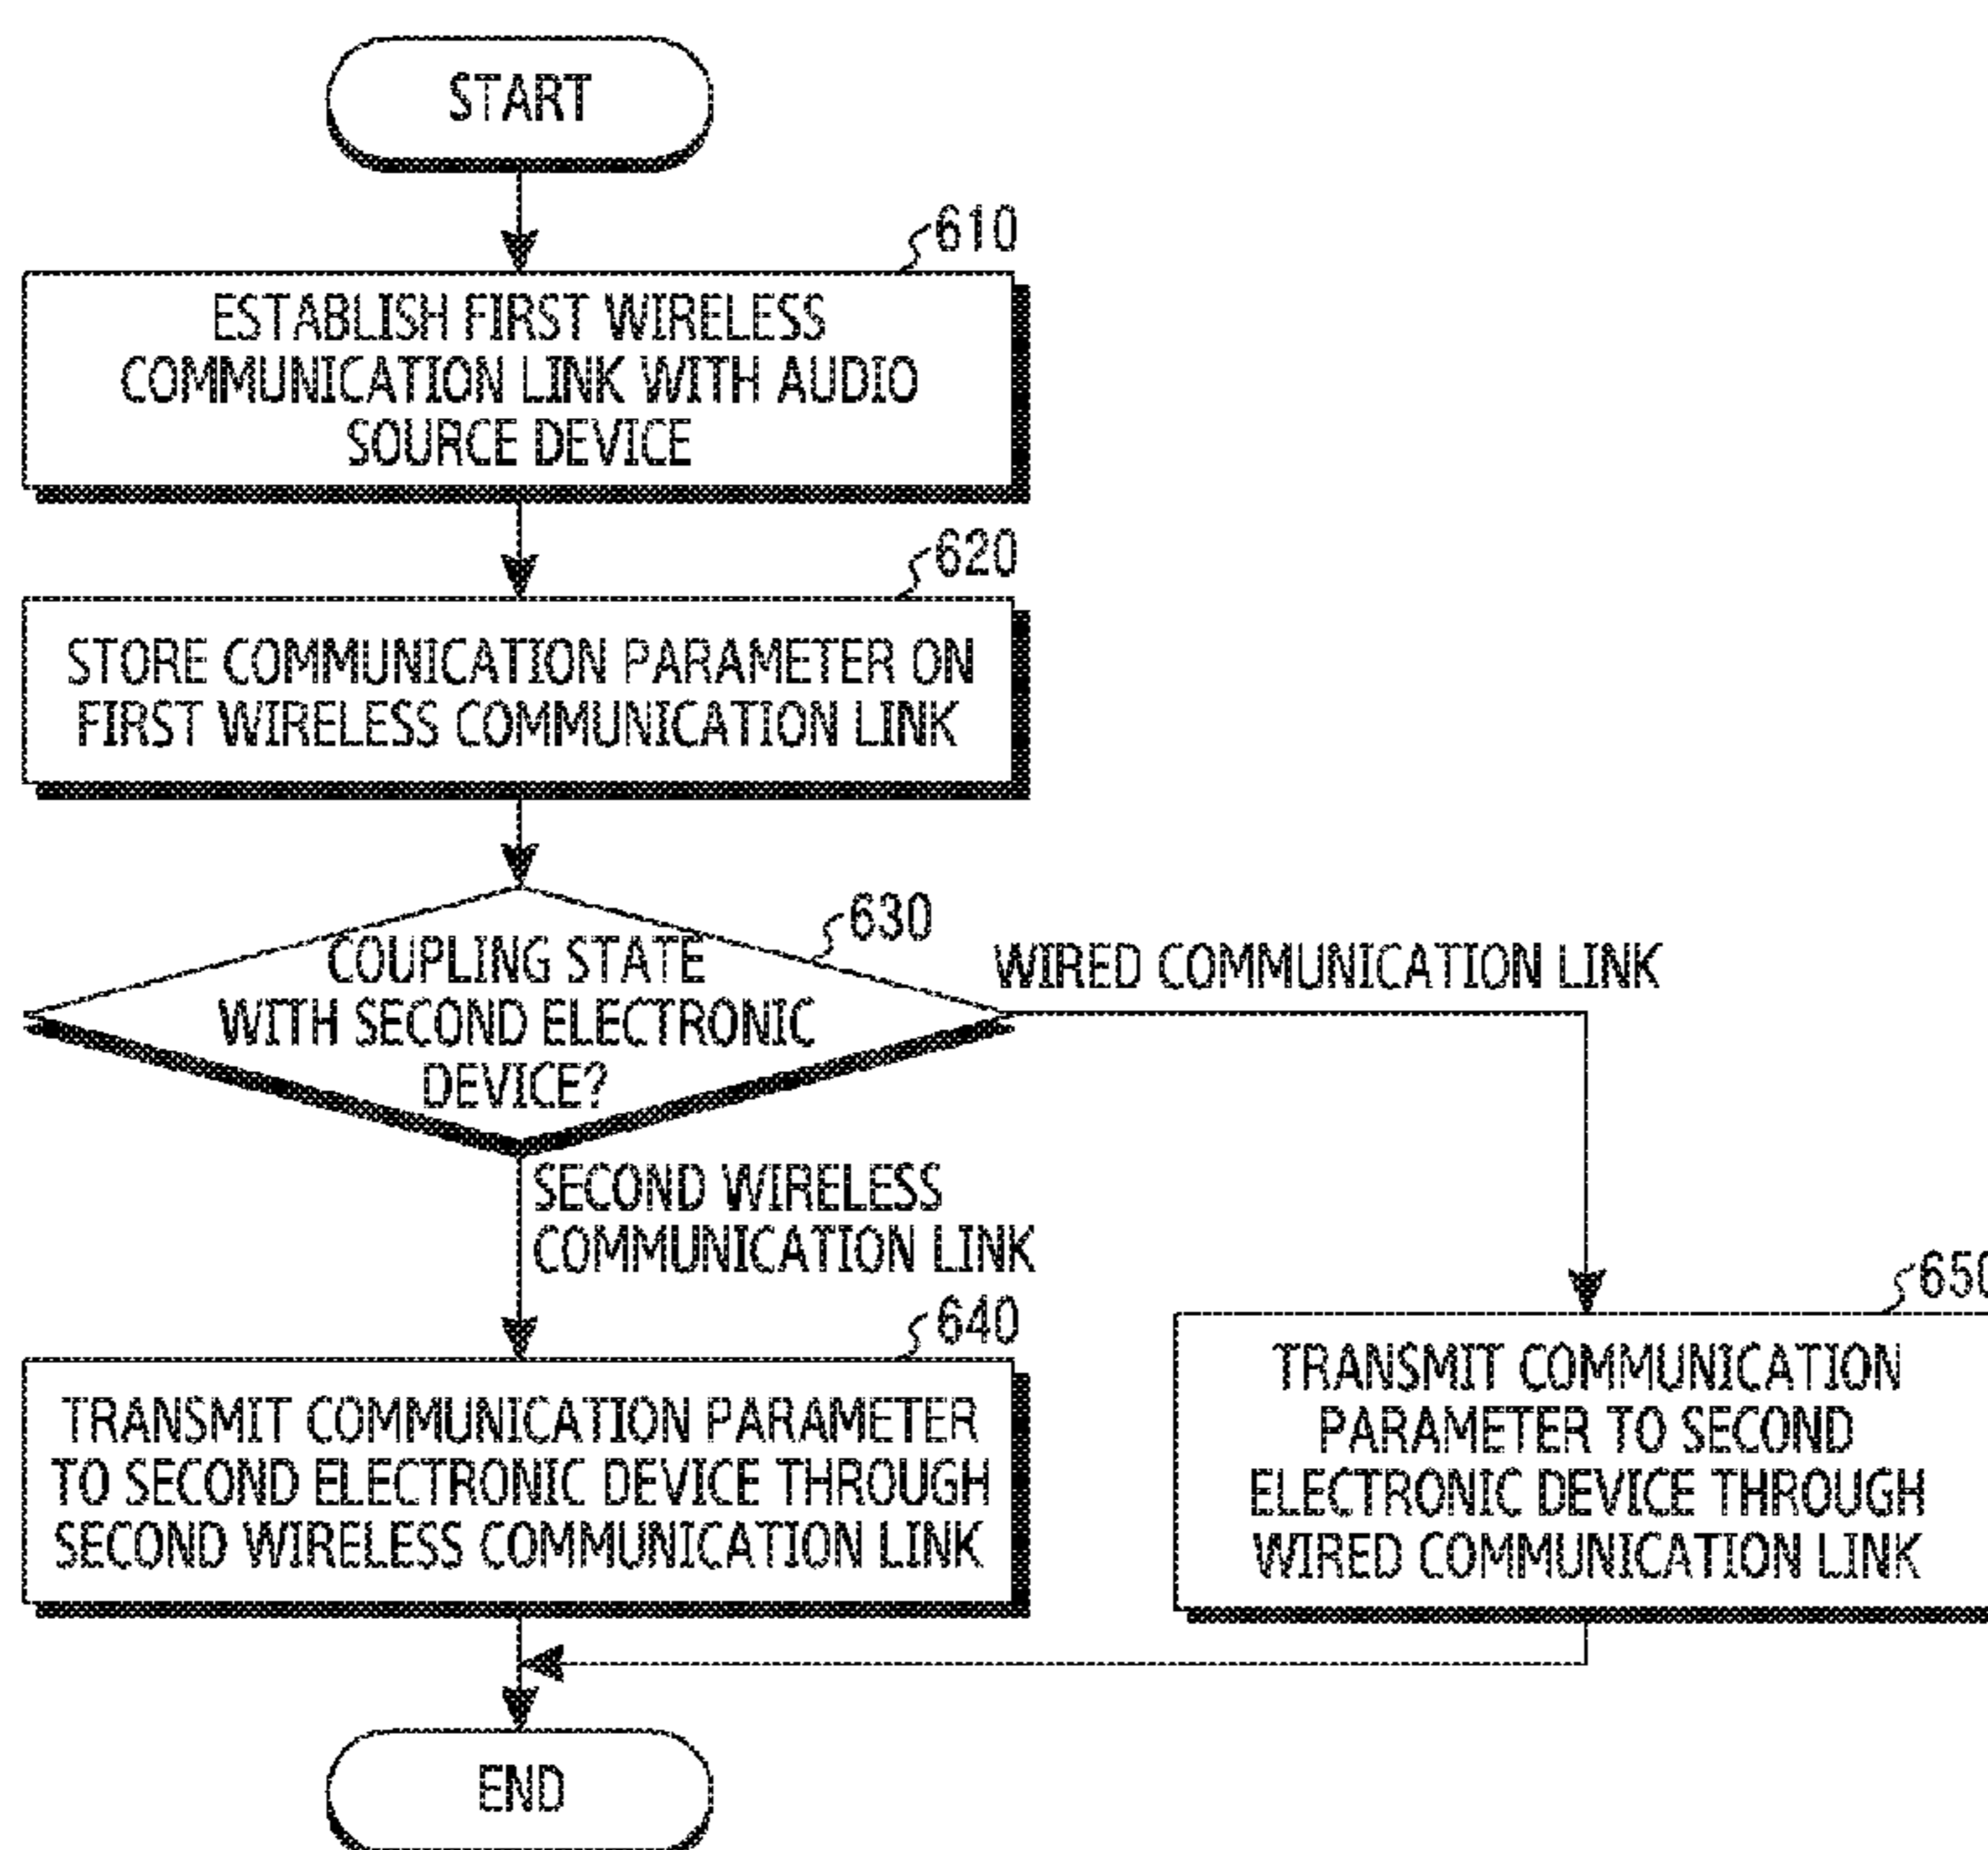 START
610
ESTABLISH FIRST WIRELESS
COMMUNICATION LINK WITH AUDIO
SOURCE DEVICE
620
STORE COMMUNICATION PARAMETER ON
FIRST WIRELESS COMMUNICATION LINK
630
COUPLING STATE
WITH SECOND ELECTRONIC
DEVICE?
WIRED COMMUNICATION LINK
SECOND WIRELESS
COMMUNICATION LINK
640
TRANSMIT COMMUNICATION PARAMETER
TO SECOND ELECTRONIC DEVICE THROUGH
SECOND WIRELESS COMMUNICATION LINK
650
TRANSMIT COMMUNICATION
PARAMETER TO SECOND
ELECTRONIC DEVICE THROUGH
WIRED COMMUNICATION LINK
END